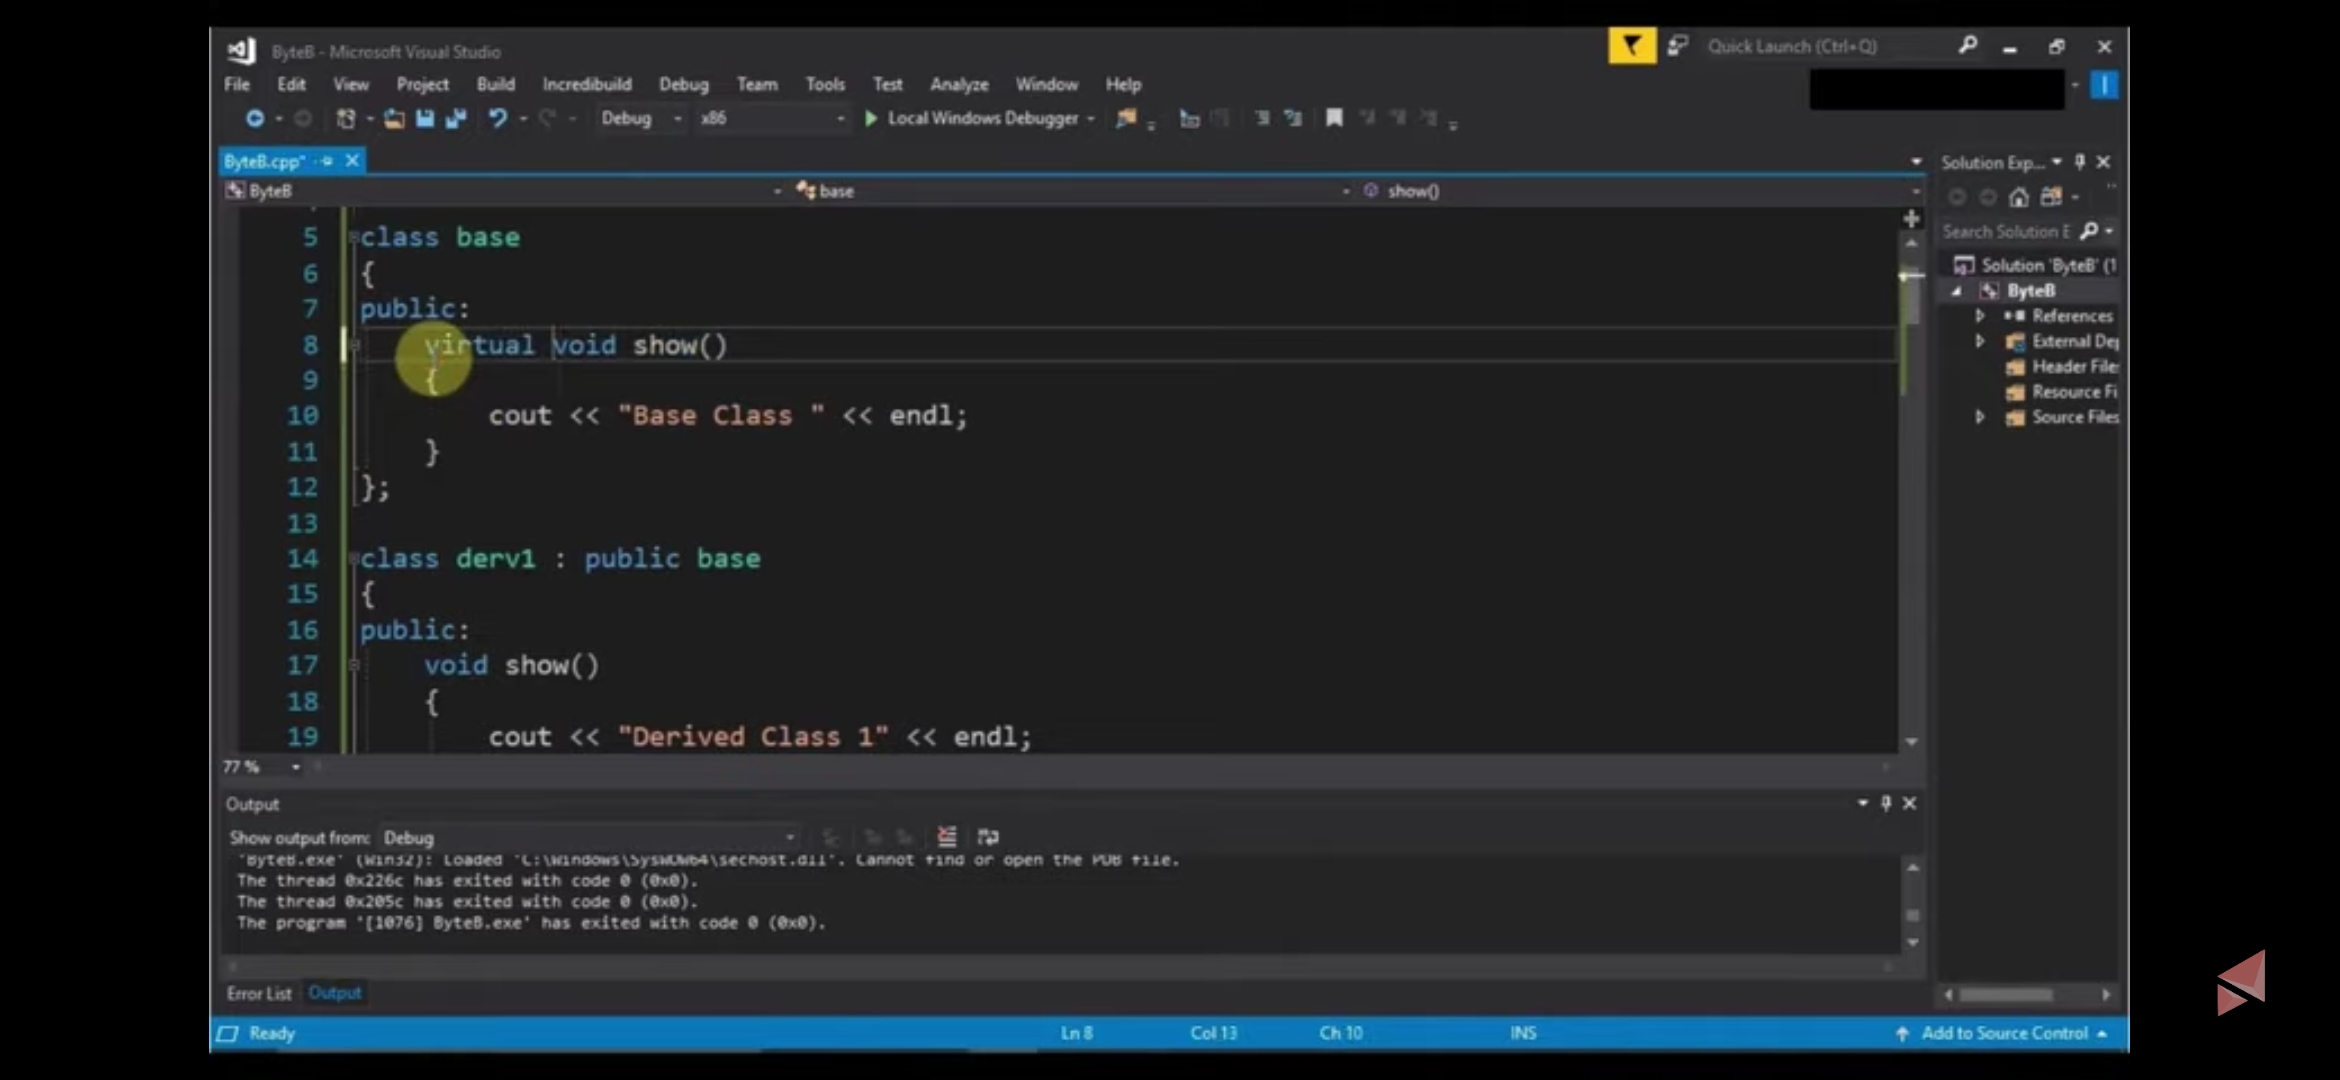 ByteB - Microsoft Visual Studio
Quick Launch (Ctrl+Q)
File Edit View Project Build Incredibuild Debug Team Tools Test Analyze Window Help
Debug x86 Local Windows Debugger
ByteB.cpp*
Solution Exp...
ByteB base show()
5 class base
6 {
7 public:
8 virtual void show()
9 {
10 cout << "Base Class " << endl;
11 }
12 };
13
14 class derv1 : public base
15 {
16 public:
17 void show()
18 {
19 cout << "Derived Class 1" << endl;
Search Solution E
Solution 'ByteB' (1
ByteB
References
External Dep
Header Files
Resource Fi
Source Files
77 %
Output
Show output from: Debug
'ByteB.exe' (Win32): Loaded 'C:\Windows\SysWOW64\sechost.dll'. Cannot find or open the PDB file.
The thread 0x226c has exited with code 0 (0x0).
The thread 0x205c has exited with code 0 (0x0).
The program '[1076] ByteB.exe' has exited with code 0 (0x0).
Error List Output
Ready Ln 8 Col 13 Ch 10 INS Add to Source Control